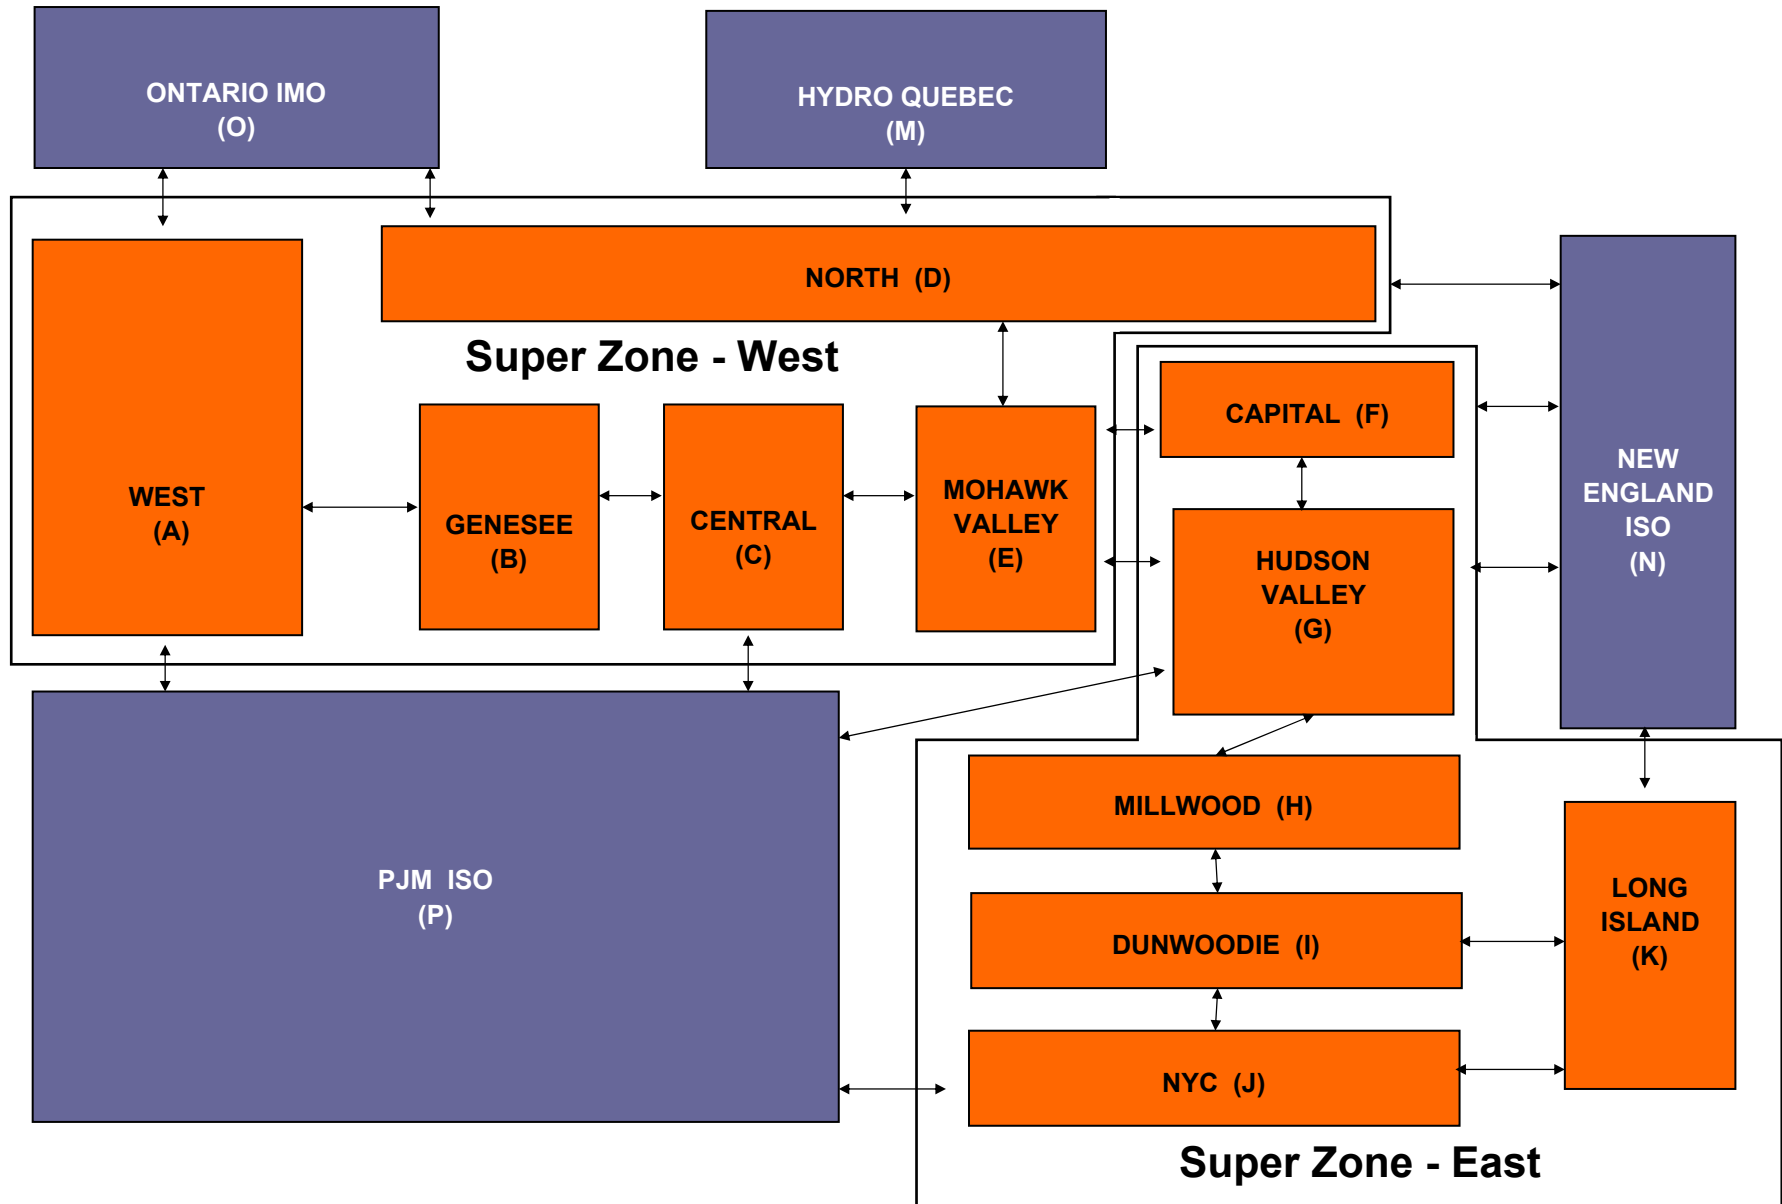 ONTARIO IMO
(O)
HYDRO QUEBEC
(M)
NORTH (D)
Super Zone - West
WEST
(A)
GENESEE
(B)
CENTRAL
(C)
MOHAWK
VALLEY
(E)
CAPITAL (F)
HUDSON
VALLEY
(G)
NEW
ENGLAND
ISO
(N)
PJM ISO
(P)
MILLWOOD (H)
DUNWOODIE (I)
NYC (J)
LONG
ISLAND
(K)
Super Zone - East